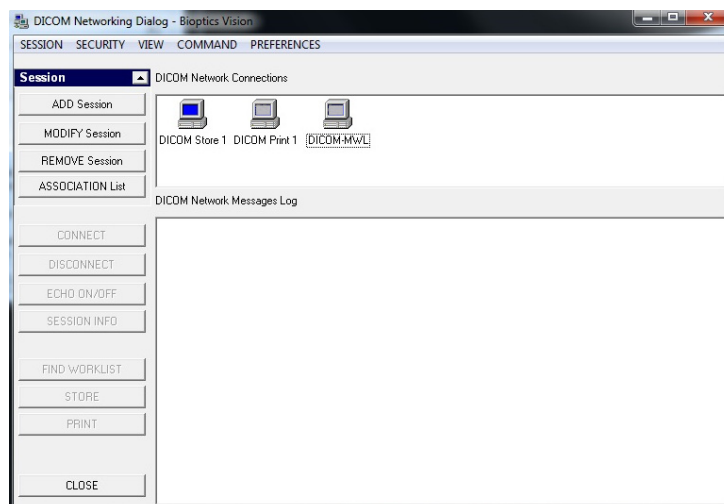 DICOM Networking Dialog - Bioptics Vision
SESSION SECURITY VIEW COMMAND PREFERENCES
Session
ADD Session
MODIFY Session
REMOVE Session
ASSOCIATION List
CONNECT
DISCONNECT
ECHO ON/OFF
SESSION INFO
FIND WORKLIST
STORE
PRINT
CLOSE
DICOM Network Connections
DICOM Store 1 DICOM Print 1 DICOM-MWL
DICOM Network Messages Log